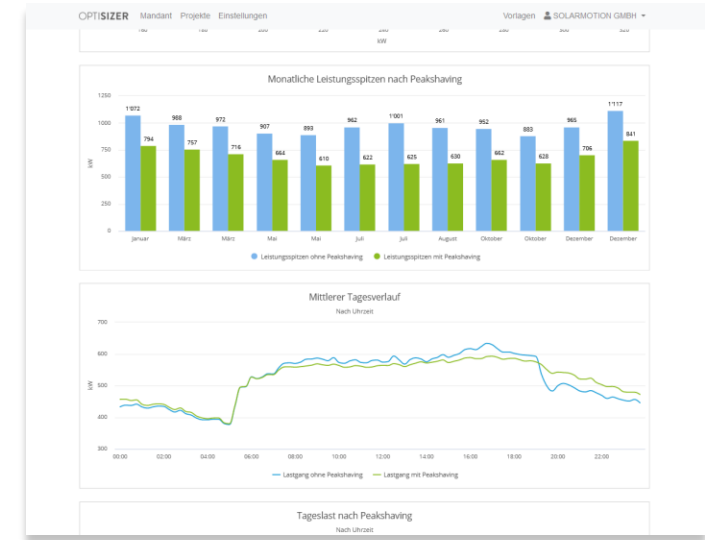 OPTISIZER Mandant Projekte Einstellungen Vorlagen SOLARMOTION GMBH
kW
Monatliche Leistungsspitzen nach Peakshaving
1250
1000
750
500
250
0
kW
1'072 988 972 907 893 962 1'001 961 952 883 965 1'117
794 757 716 664 610 622 625 630 662 628 706 841
Januar März März Mai Mai Juli Juli August Oktober Oktober Dezember Dezember
Leistungsspitzen ohne Peakshaving Leistungsspitzen mit Peakshaving
Mittlerer Tagesverlauf
Nach Uhrzeit
700
600
500
400
300
kW
00:00 02:00 04:00 06:00 08:00 10:00 12:00 14:00 16:00 18:00 20:00 22:00
Lastgang ohne Peakshaving Lastgang mit Peakshaving
Tageslast nach Peakshaving
Nach Uhrzeit